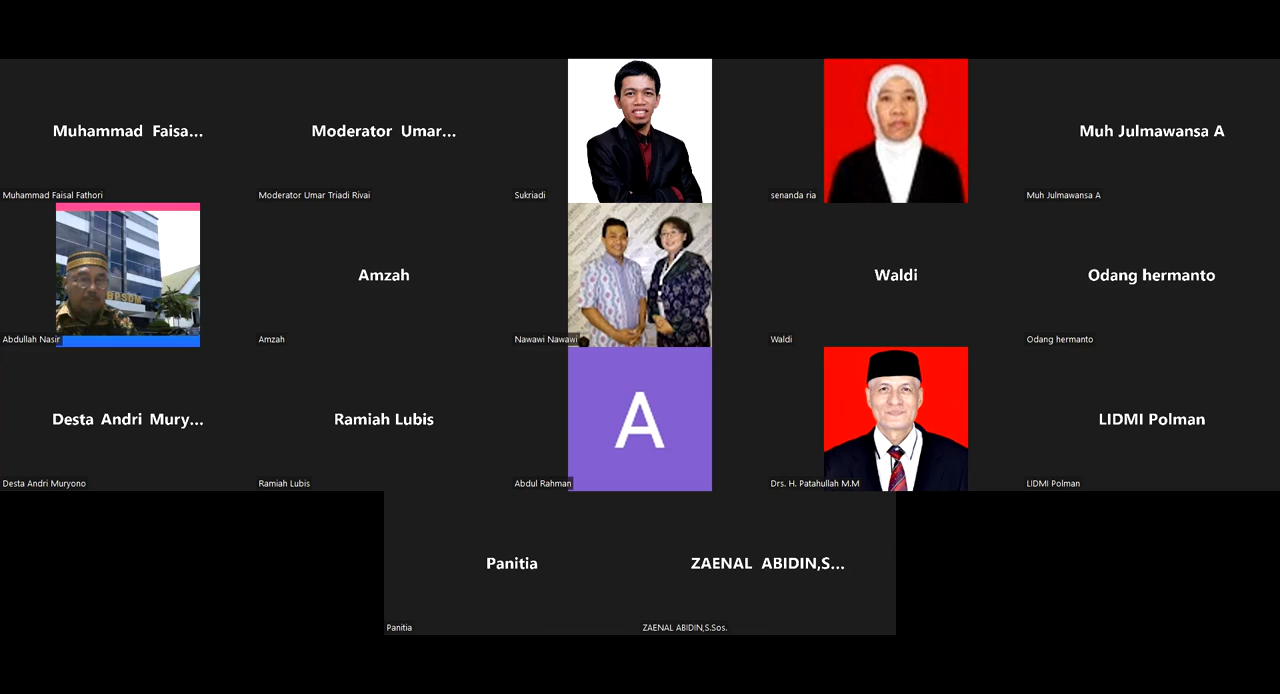 Muhammad Faisa...
Muhammad Faisal Fathori
Moderator Umar...
Moderator Umar Triadi Rivai
Sukriadi
senanda ria
Muh Julmawansa A
Muh Julmawansa A
BPSDM
Abdullah Nasir
Amzah
Amzah
Nawawi Nawawi
Waldi
Waldi
Odang hermanto
Odang hermanto
Desta Andri Mury...
Desta Andri Muryono
Ramiah Lubis
Ramiah Lubis
A
Abdul Rahman
Drs. H. Patahullah M.M
LIDMI Polman
LIDMI Polman
Panitia
Panitia
ZAENAL ABIDIN,S...
ZAENAL ABIDIN,S.Sos.